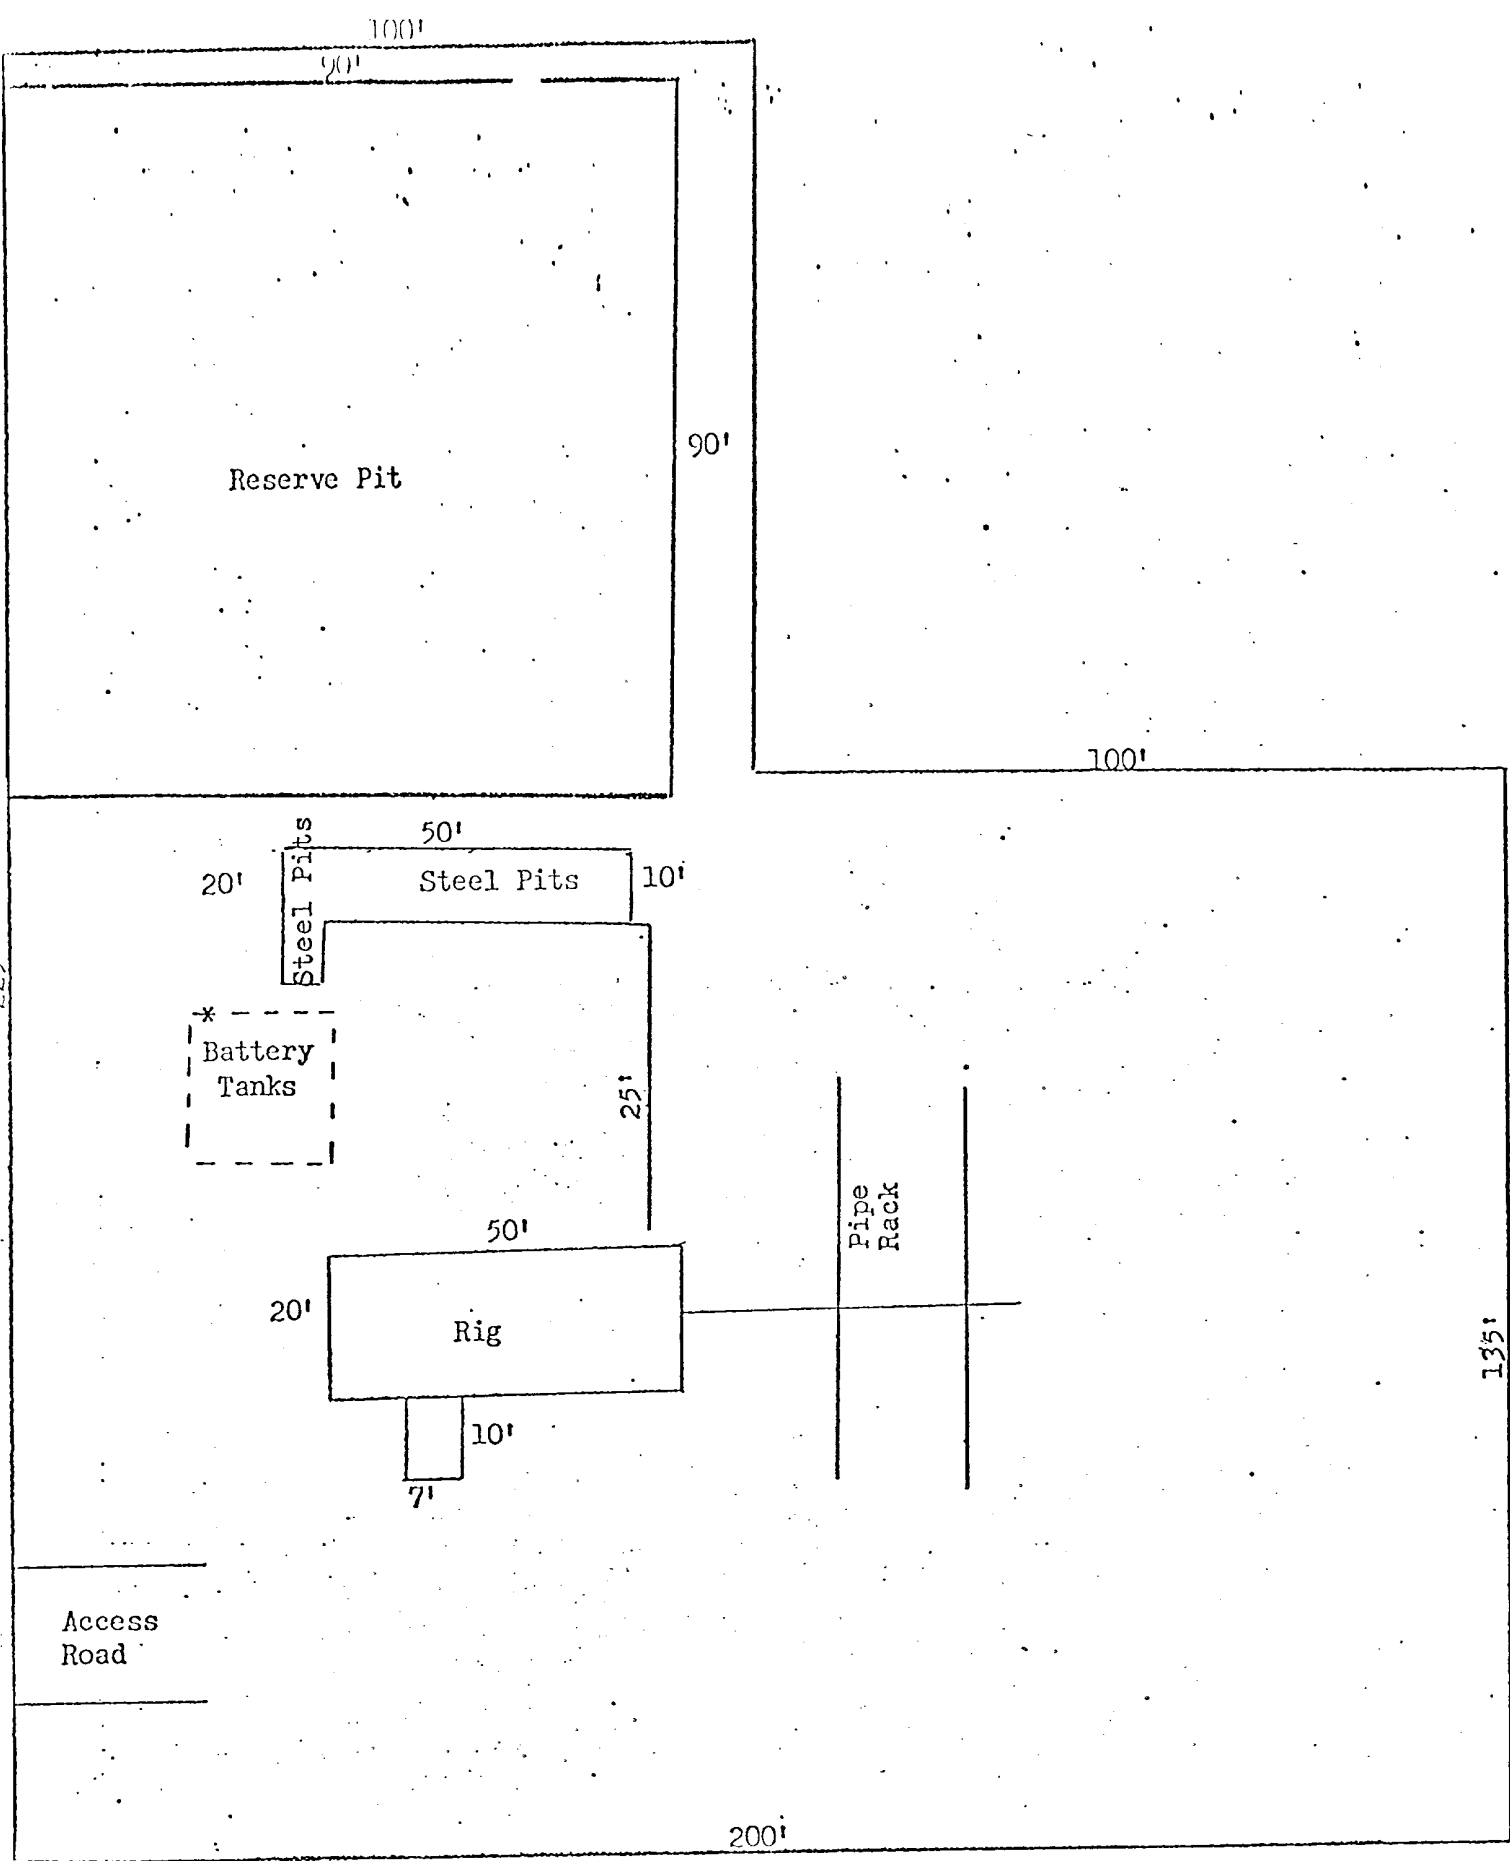 100'
90'
90'
Reserve Pit
100'
50'
20'
Steel Pits
Steel Pits
10'
*
Battery
Tanks
25'
Pipe
Rack
50'
20'
Rig
135'
10'
7'
Access
Road
200'